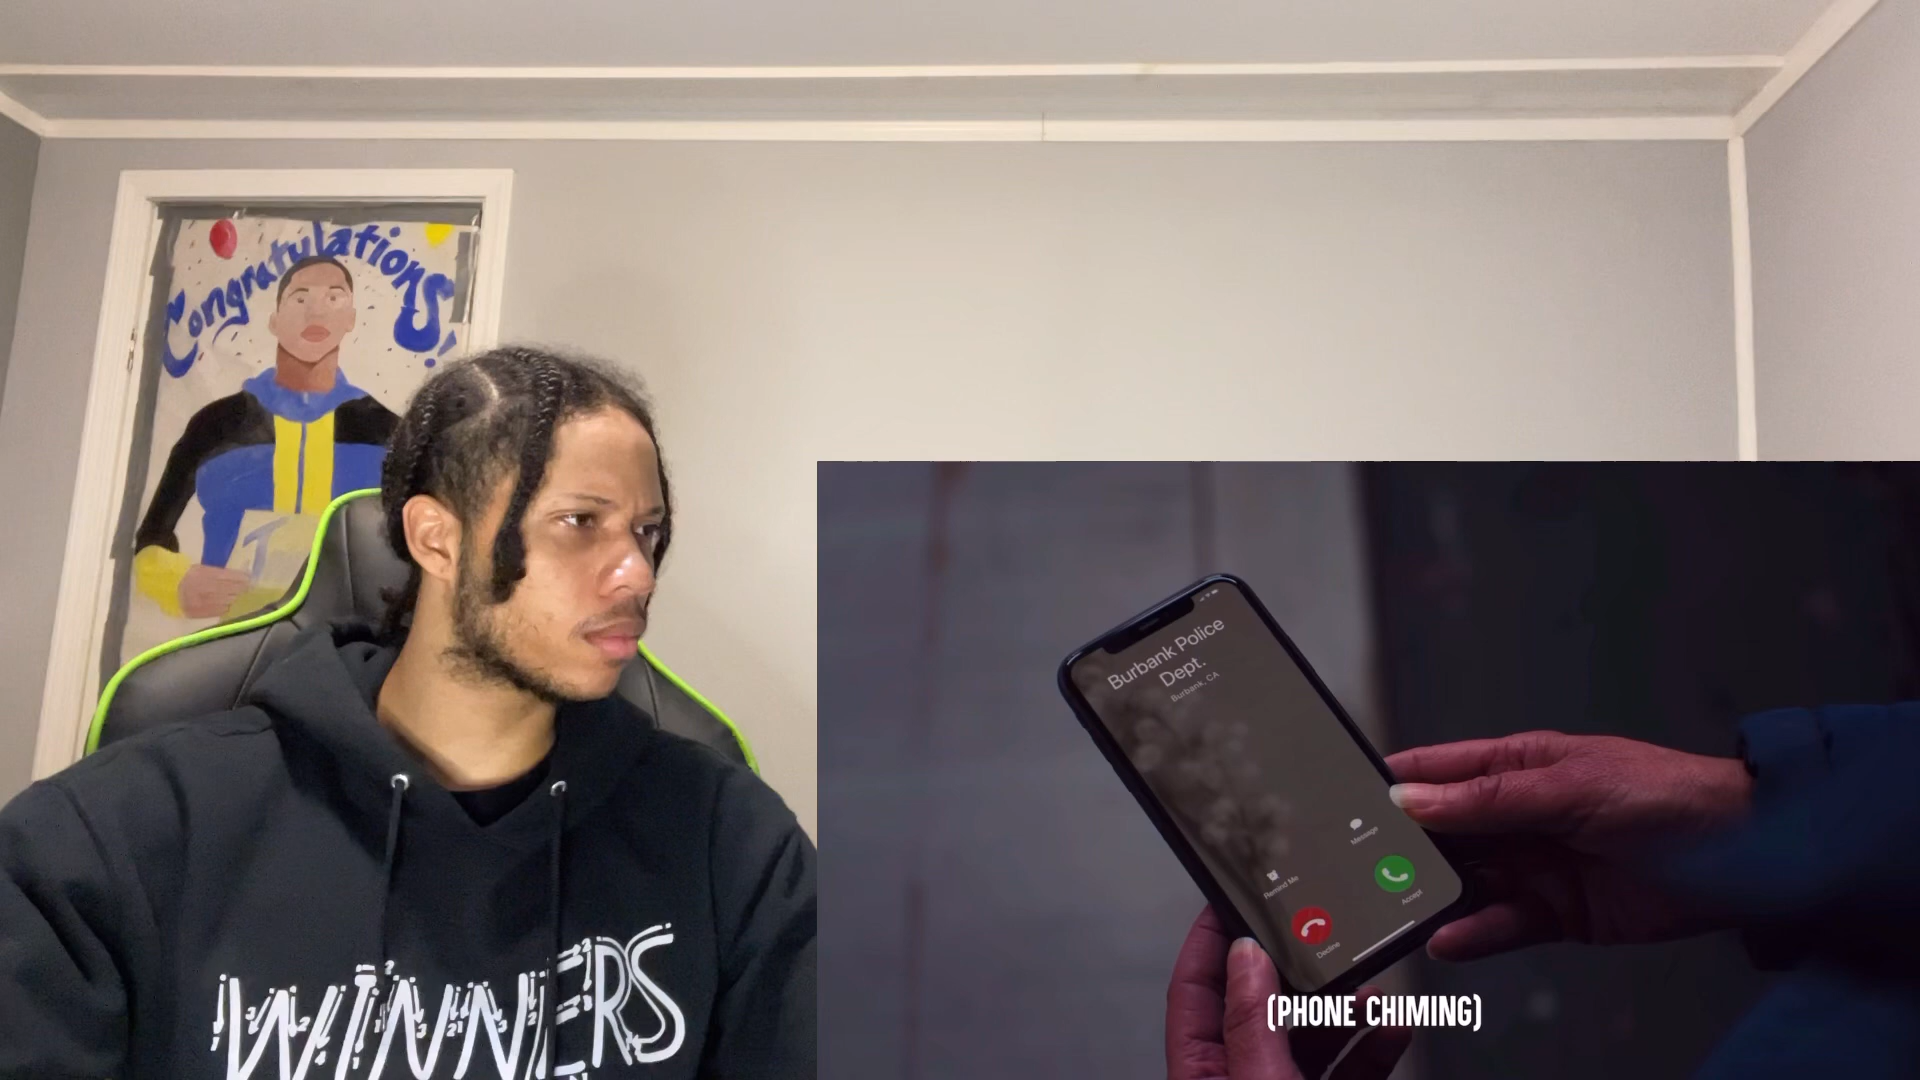 Congratulations!
T
WINNERS
Burbank Police
Dept.
Burbank, CA
Message
Remind Me
Accept
Decline
(PHONE CHIMING)